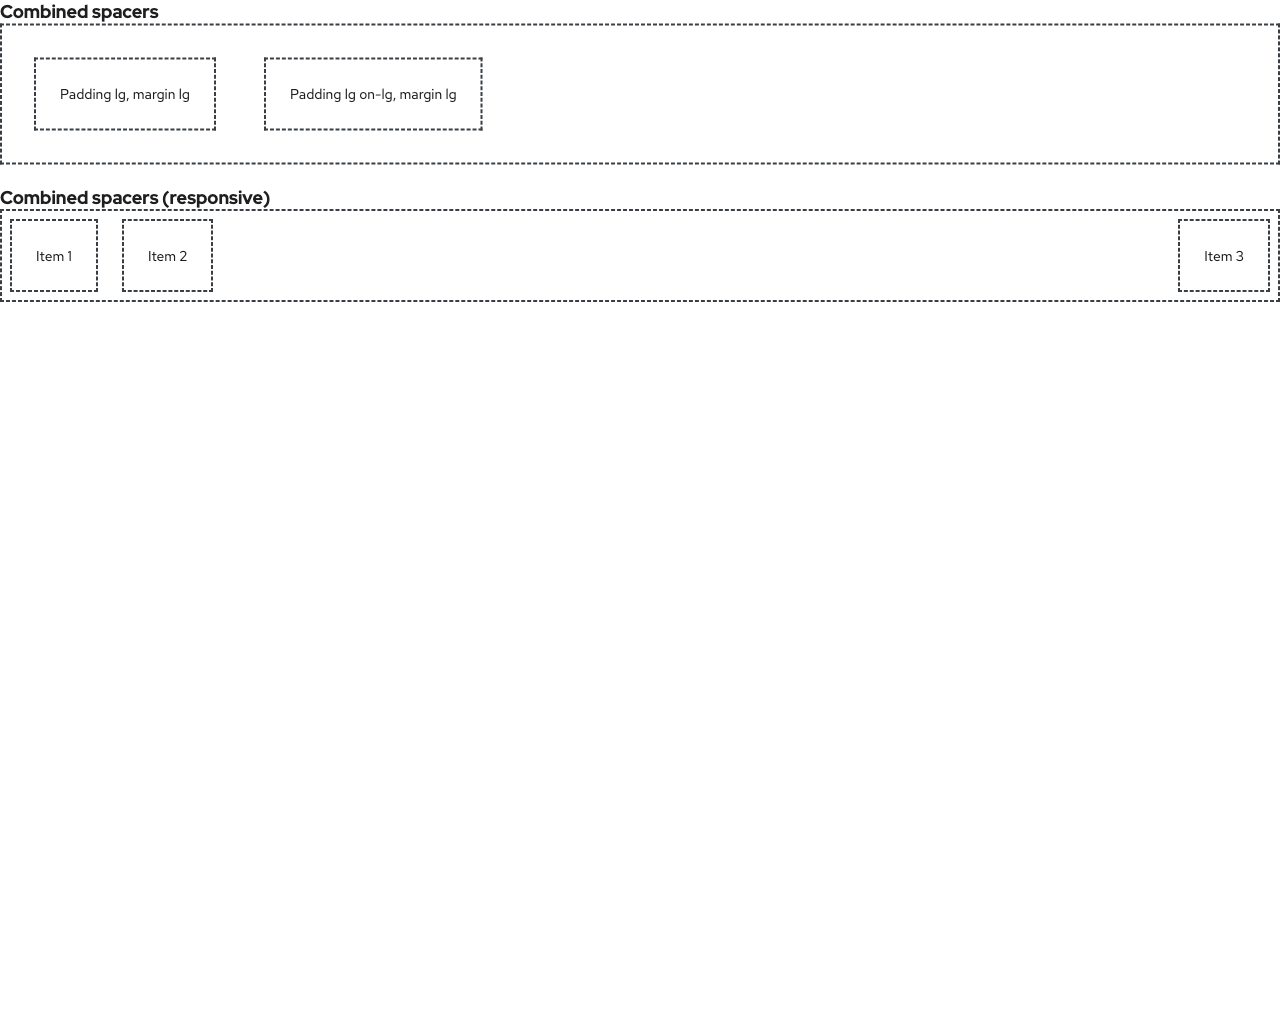 Combined spacers
Padding lg, margin lg
Padding lg on-lg, margin lg
Combined spacers (responsive)
Item 1
Item 2
Item 3